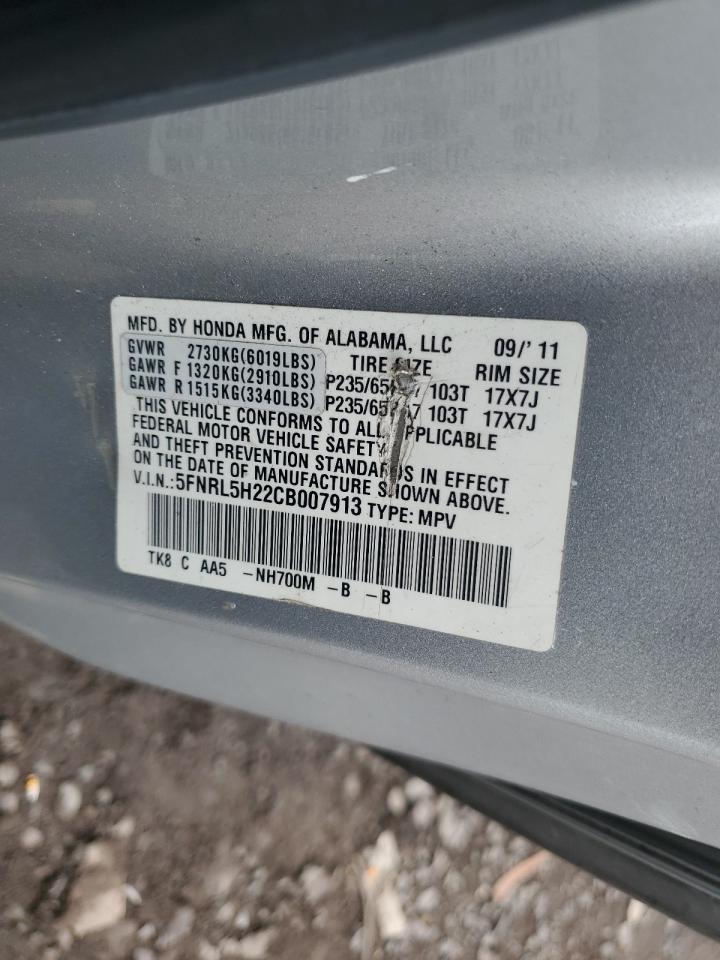 MFD. BY HONDA MFG. OF ALABAMA, LLC 09/'11
GVWR 2730KG(6019LBS) TIRE SIZE RIM SIZE
GAWR F 1320KG(2910LBS) P235/65 103T 17X7J
GAWR R 1515KG(3340LBS) P235/65 103T 17X7J
THIS VEHICLE CONFORMS TO ALL APPLICABLE
FEDERAL MOTOR VEHICLE SAFETY
AND THEFT PREVENTION STANDARDS IN EFFECT
ON THE DATE OF MANUFACTURE SHOWN ABOVE.
V.I.N.:5FNRL5H22CB007913 TYPE: MPV
TK8 C AA5 -NH700M -B -B